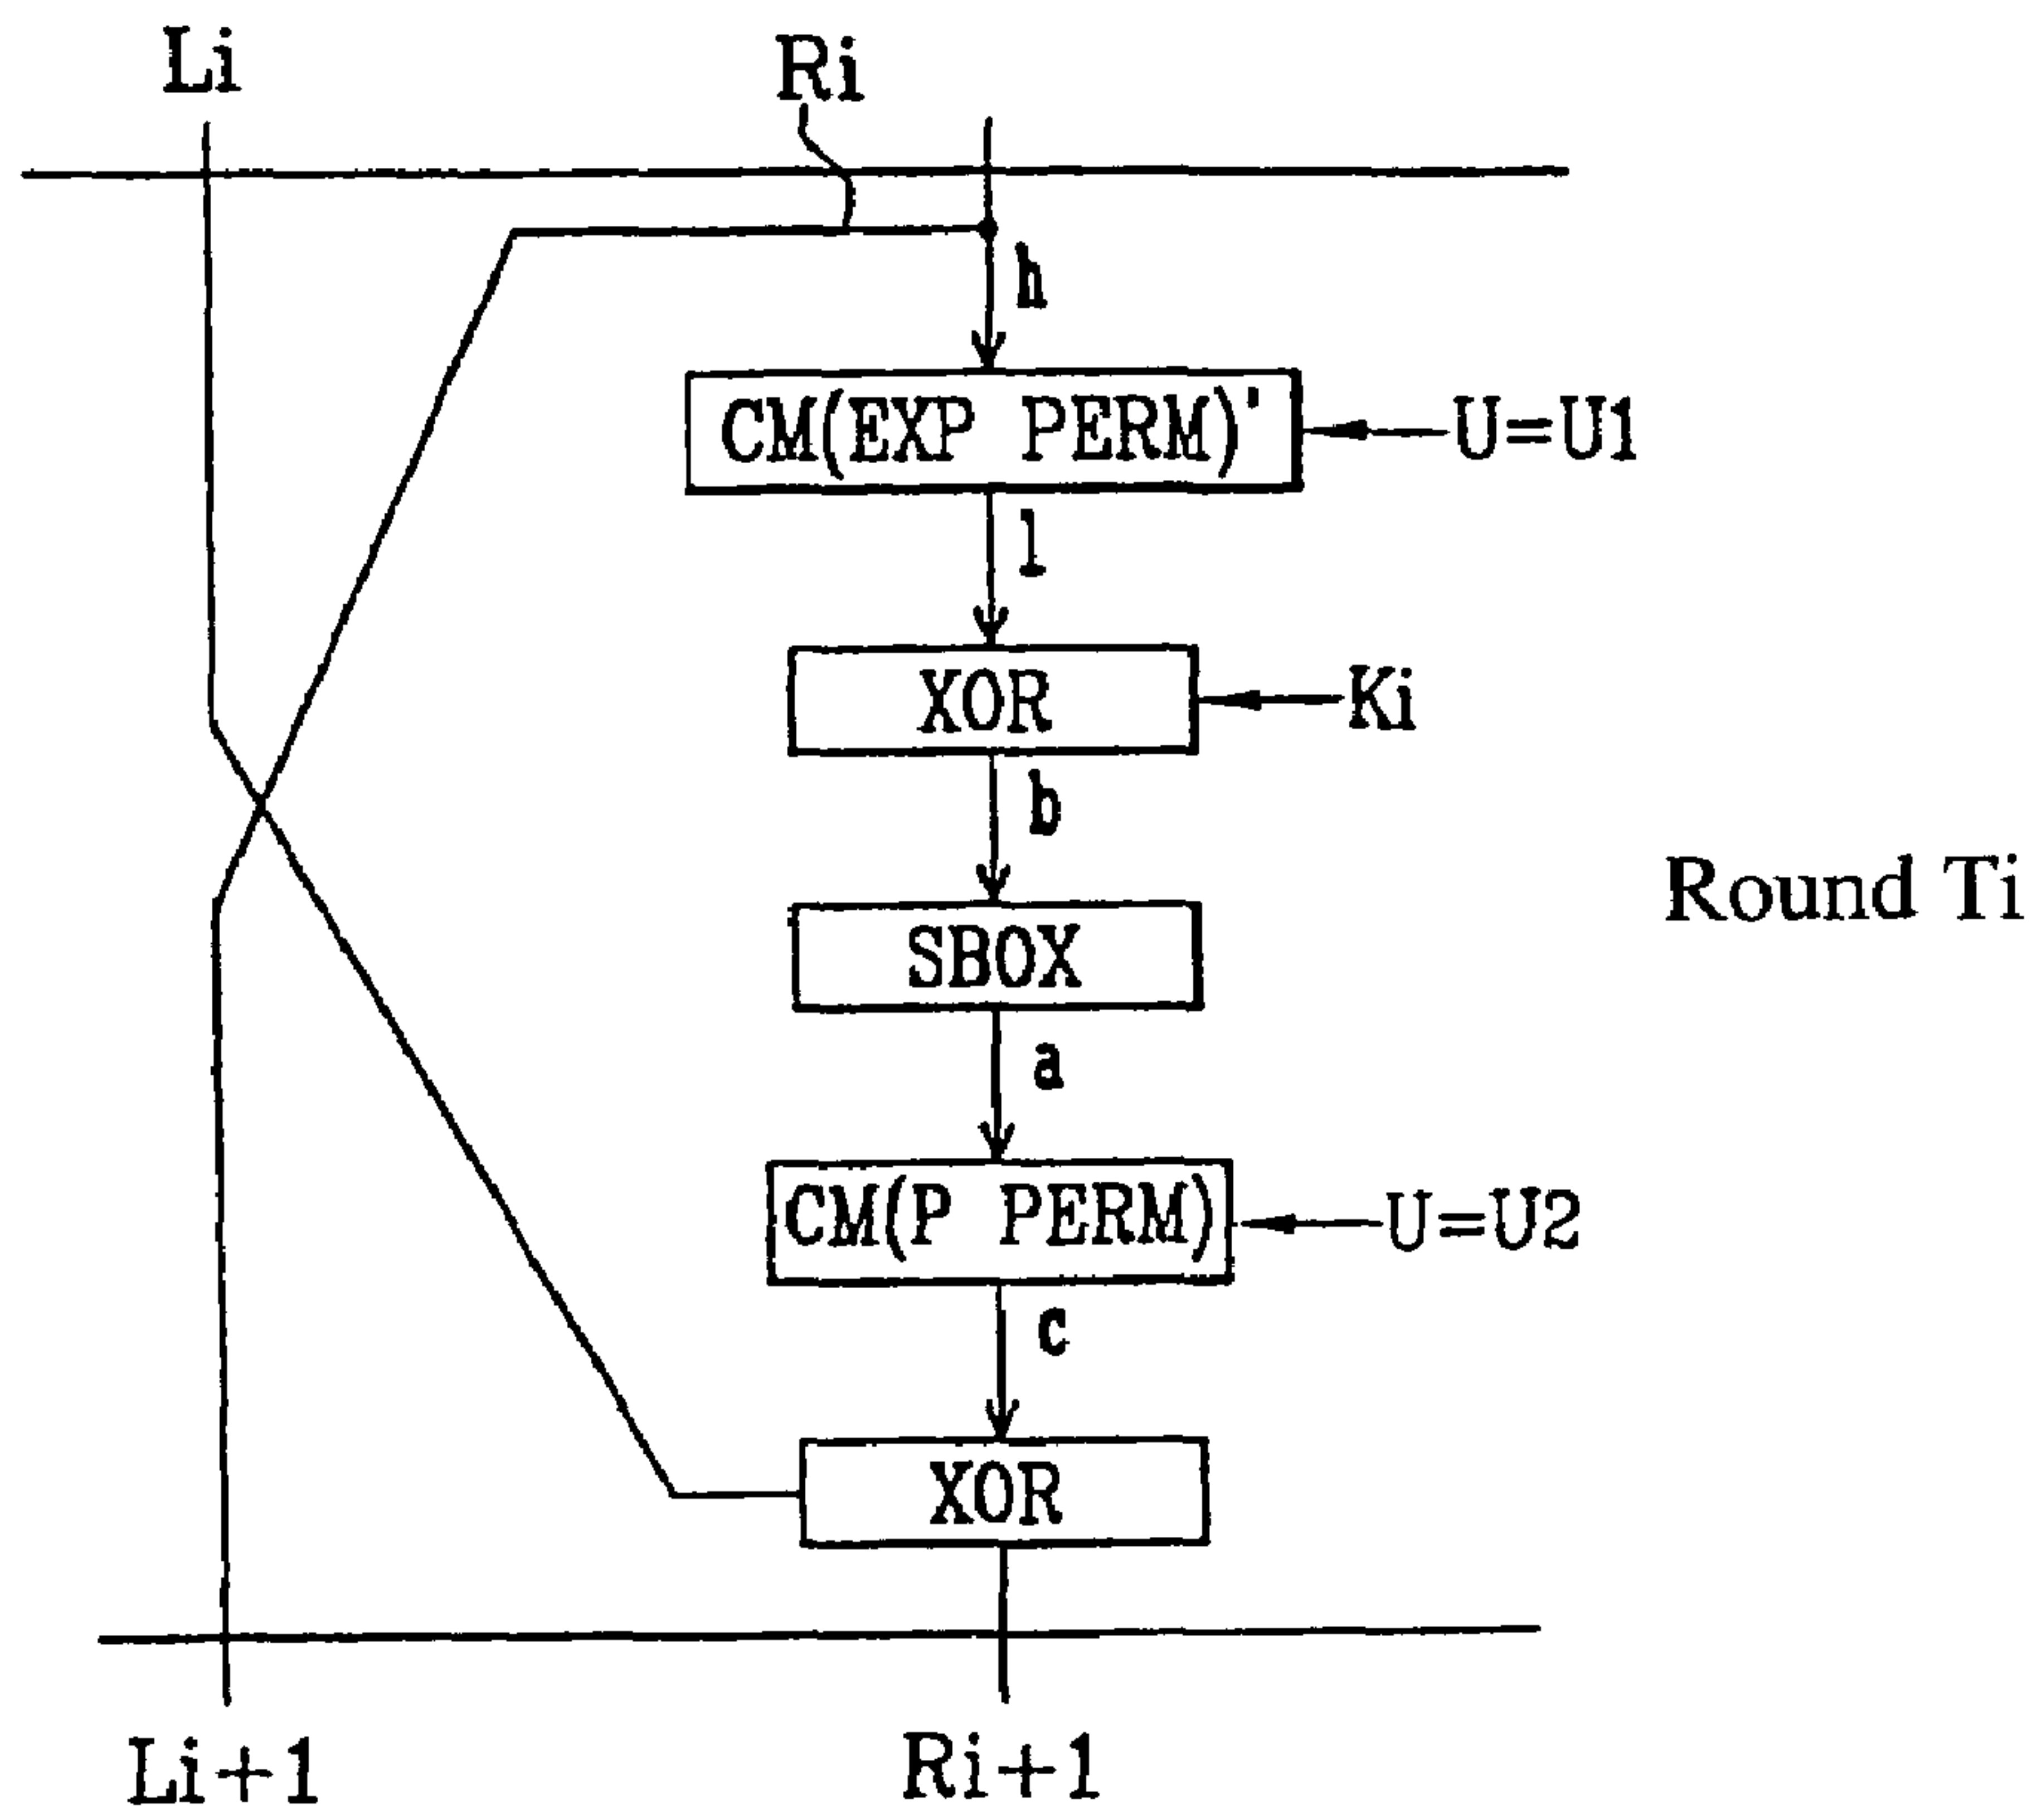 Li
Ri
h
CM(EXP PERM)'
U=U1
l
XOR
Ki
b
SBOX
Round Ti
a
CM(P PERM)
U=U2
c
XOR
Li+1
Ri+1